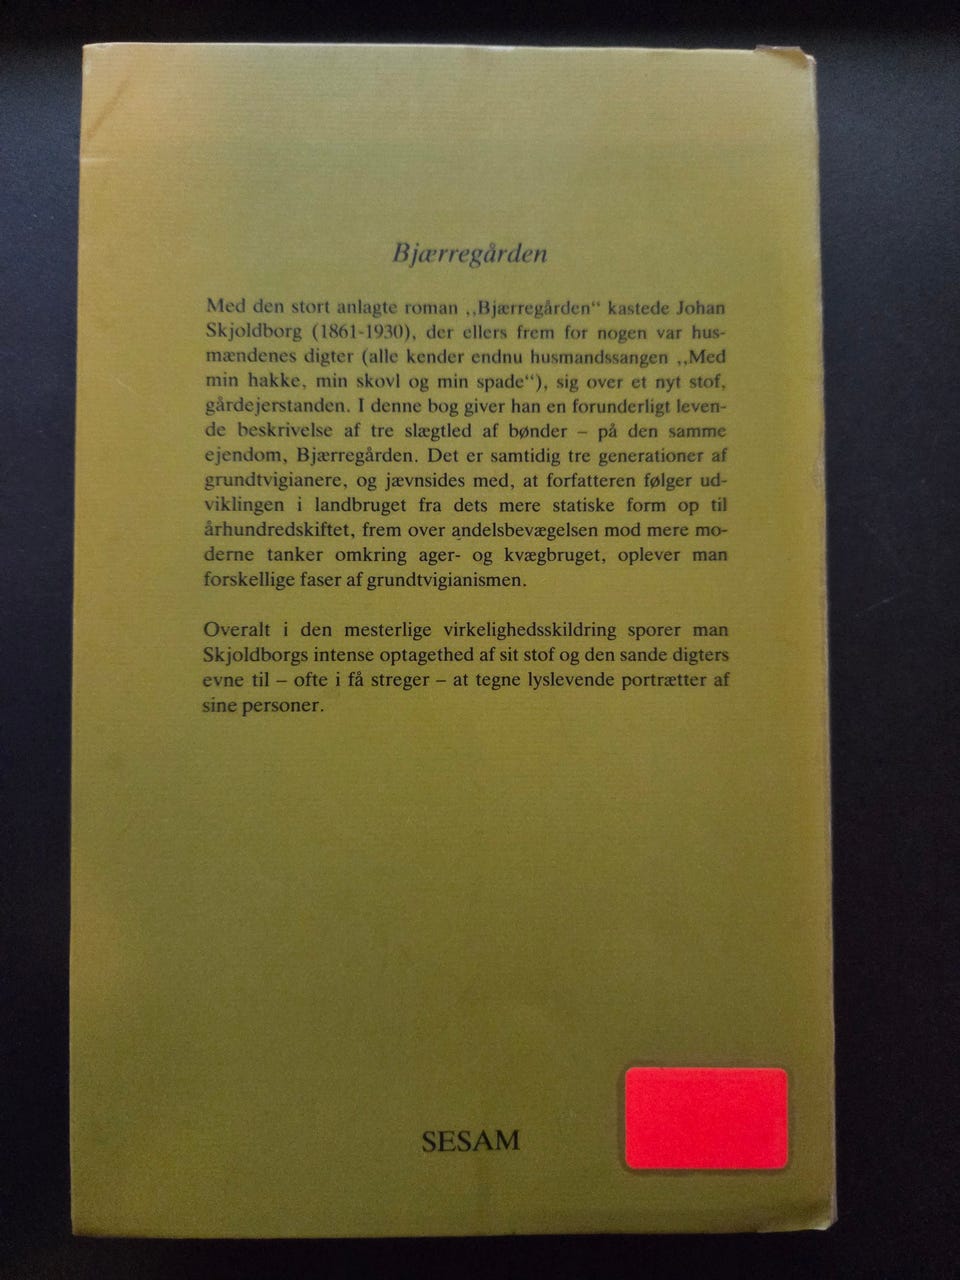 Bjærregården
Med den stort anlagte roman „Bjærregården“ kastede Johan
Skjoldborg (1861-1930), der ellers frem for nogen var hus-
mændenes digter (alle kender endnu husmandssangen „Med
min hakke, min skovl og min spade“), sig over et nyt stof,
gårdejerstanden. I denne bog giver han en forunderligt leven-
de beskrivelse af tre slægtled af bønder – på den samme
ejendom, Bjærregården. Det er samtidig tre generationer af
grundtvigianere, og jævnsides med, at forfatteren følger ud-
viklingen i landbruget fra dets mere statiske form op til
århundredskiftet, frem over andelsbevægelsen mod mere mo-
derne tanker omkring ager- og kvægbruget, oplever man
forskellige faser af grundtvigianismen.
Overalt i den mesterlige virkelighedsskildring sporer man
Skjoldborgs intense optagethed af sit stof og den sande digters
evne til – ofte i få streger – at tegne lyslevende portrætter af
sine personer.
SESAM